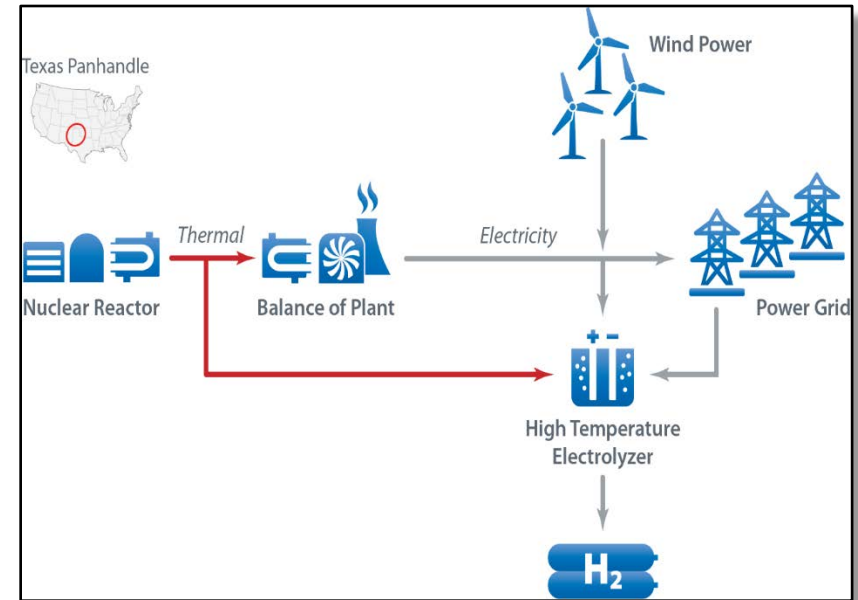 Texas Panhandle
Wind Power
Thermal
Electricity
Nuclear Reactor
Balance of Plant
Power Grid
+ −
High Temperature
Electrolyzer
H₂